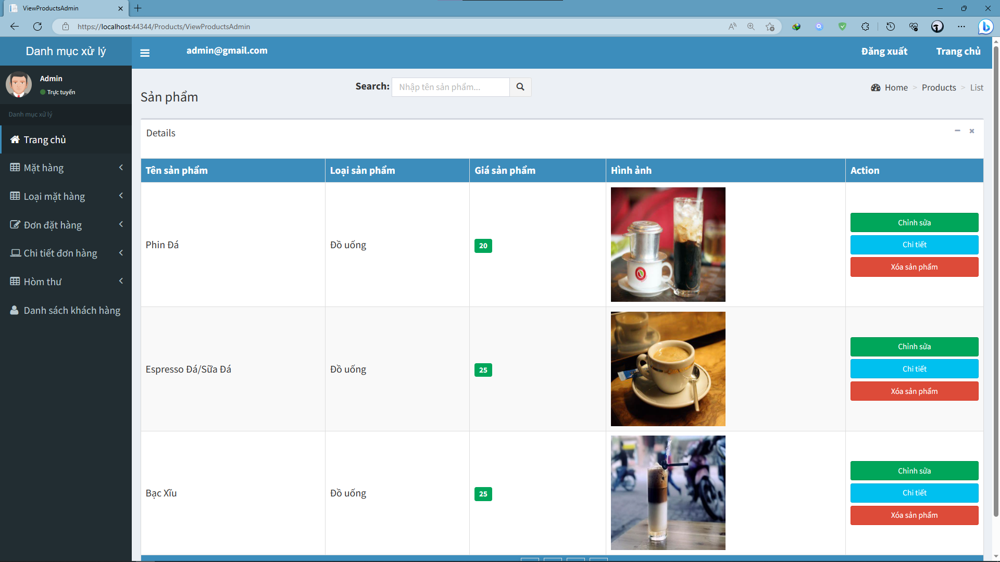 ViewProductsAdmin
https://localhost:44344/Products/ViewProductsAdmin
Danh mục xử lý
admin@gmail.com
Đăng xuất
Trang chủ
Admin
Trực tuyến
Danh mục xử lý
Trang chủ
Mặt hàng
Loại mặt hàng
Đơn đặt hàng
Chi tiết đơn hàng
Hòm thư
Danh sách khách hàng
Sản phẩm
Search: Nhập tên sản phẩm...
Home > Products > List
Details
Tên sản phẩm Loại sản phẩm Giá sản phẩm Hình ảnh Action
Phin Đá Đồ uống 20
Chỉnh sửa
Chi tiết
Xóa sản phẩm
Espresso Đá/Sữa Đá Đồ uống 25
Chỉnh sửa
Chi tiết
Xóa sản phẩm
Bạc Xĩu Đồ uống 25
Chỉnh sửa
Chi tiết
Xóa sản phẩm